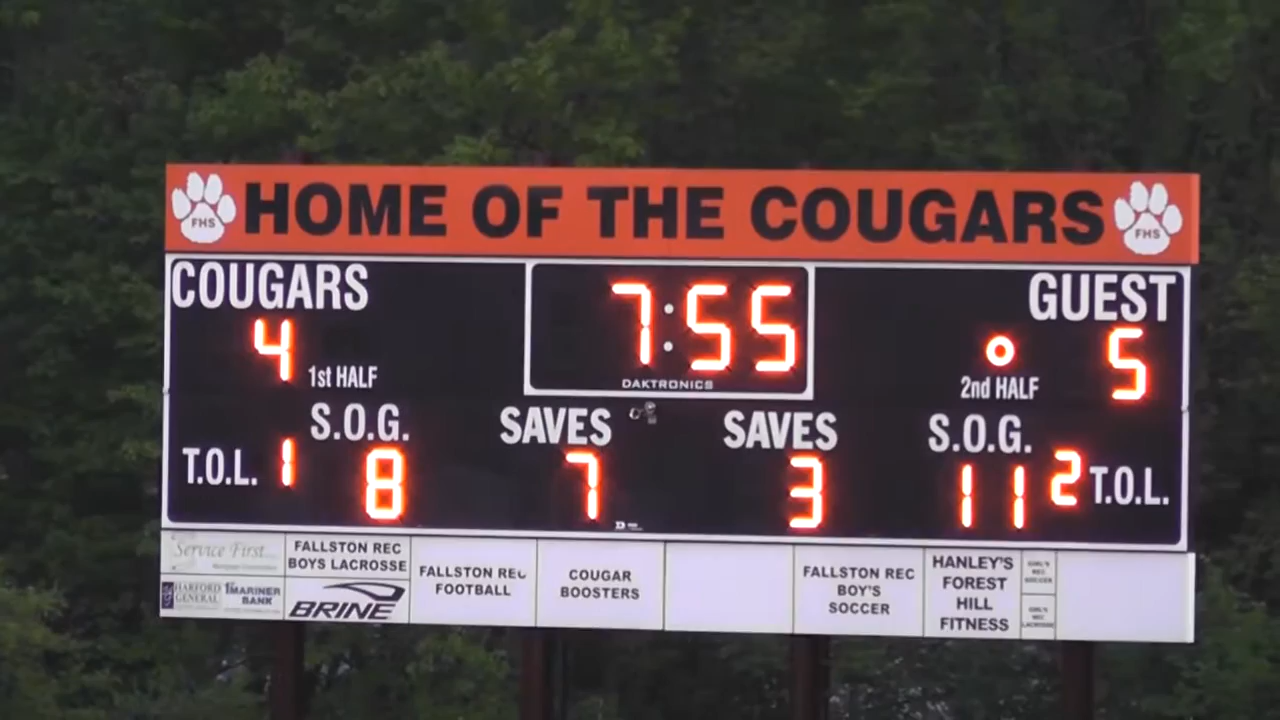 FHS HOME OF THE COUGARS FHS
COUGARS 7:55 GUEST
4 1st HALF DAKTRONICS 2nd HALF 5
S.O.G. SAVES SAVES S.O.G.
T.O.L. 1 8 7 3 11 2 T.O.L.
Service First
HARFORD
GENERAL
1st MARINER
BANK
FALLSTON REC
BOYS LACROSSE
BRINE
FALLSTON REC
FOOTBALL
COUGAR
BOOSTERS
FALLSTON REC
BOY'S
SOCCER
HANLEY'S
FOREST
HILL
FITNESS
GIRL'S
REC
SOCCER
GIRL'S
REC
LACROSSE